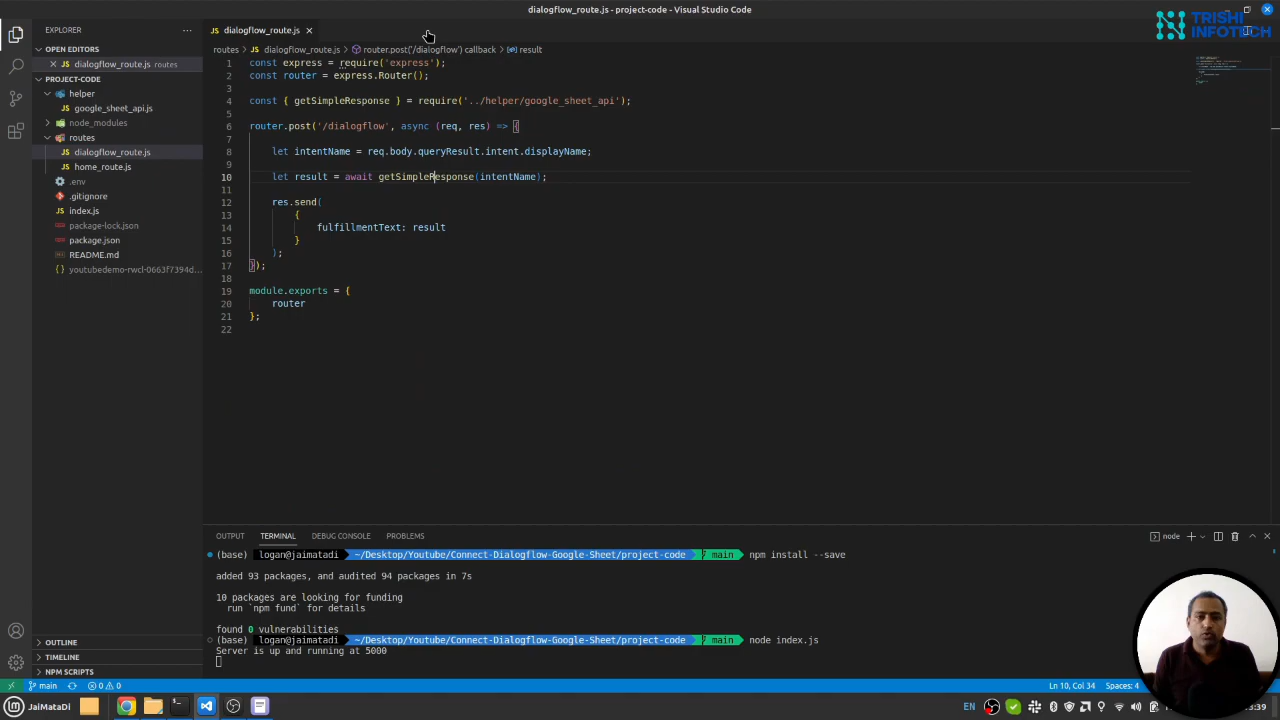 dialogflow_route.js - project-code - Visual Studio Code
TRISHI
INFOTECH
EXPLORER
OPEN EDITORS
dialogflow_route.js routes
PROJECT-CODE
helper
google_sheet_api.js
node_modules
routes
dialogflow_route.js
home_route.js
.env
.gitignore
index.js
package-lock.json
package.json
README.md
youtubedemo-rwcl-0663f7394d...
OUTLINE
TIMELINE
NPM SCRIPTS
dialogflow_route.js
routes > dialogflow_route.js > router.post('/dialogflow') callback > result
1 const express = require('express');
2 const router = express.Router();
3
4 const { getSimpleResponse } = require('../helper/google_sheet_api');
5
6 router.post('/dialogflow', async (req, res) => {
7
8 let intentName = req.body.queryResult.intent.displayName;
9
10 let result = await getSimpleResponse(intentName);
11
12 res.send(
13 {
14 fulfillmentText: result
15 }
16 );
17 });
18
19 module.exports = {
20 router
21 };
22
OUTPUT TERMINAL DEBUG CONSOLE PROBLEMS
node
(base) logan@jaimatadi ~/Desktop/Youtube/Connect-Dialogflow-Google-Sheet/project-code main npm install --save
added 93 packages, and audited 94 packages in 7s
10 packages are looking for funding
run `npm fund` for details
found 0 vulnerabilities
(base) logan@jaimatadi ~/Desktop/Youtube/Connect-Dialogflow-Google-Sheet/project-code main node index.js
Server is up and running at 5000
main 0 0
Ln 10, Col 34 Spaces: 4
JaiMataDi
EN
:39